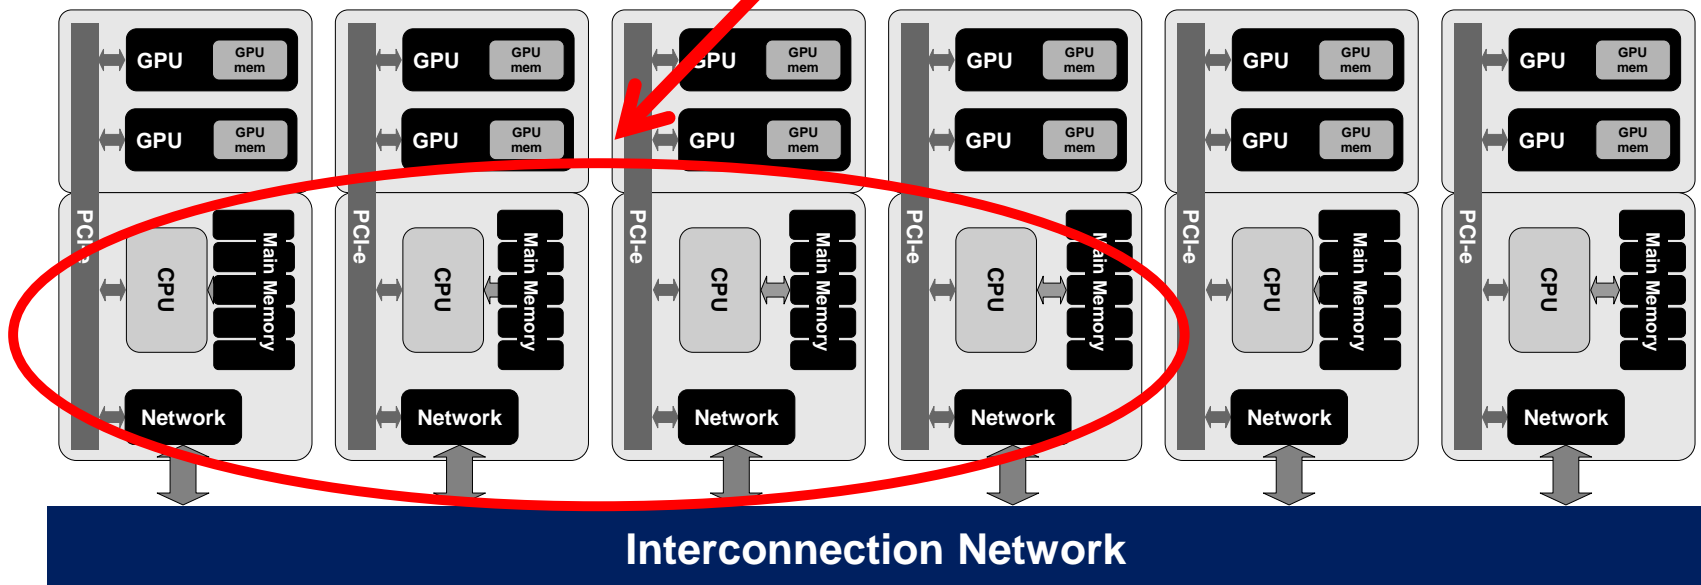 GPU GPU mem
GPU GPU mem
PCI-e
CPU
Main Memory
Network
GPU GPU mem
GPU GPU mem
PCI-e
CPU
Main Memory
Network
GPU GPU mem
GPU GPU mem
PCI-e
CPU
Main Memory
Network
GPU GPU mem
GPU GPU mem
PCI-e
CPU
Main Memory
Network
GPU GPU mem
GPU GPU mem
PCI-e
CPU
Main Memory
Network
GPU GPU mem
GPU GPU mem
PCI-e
CPU
Main Memory
Network
Interconnection Network